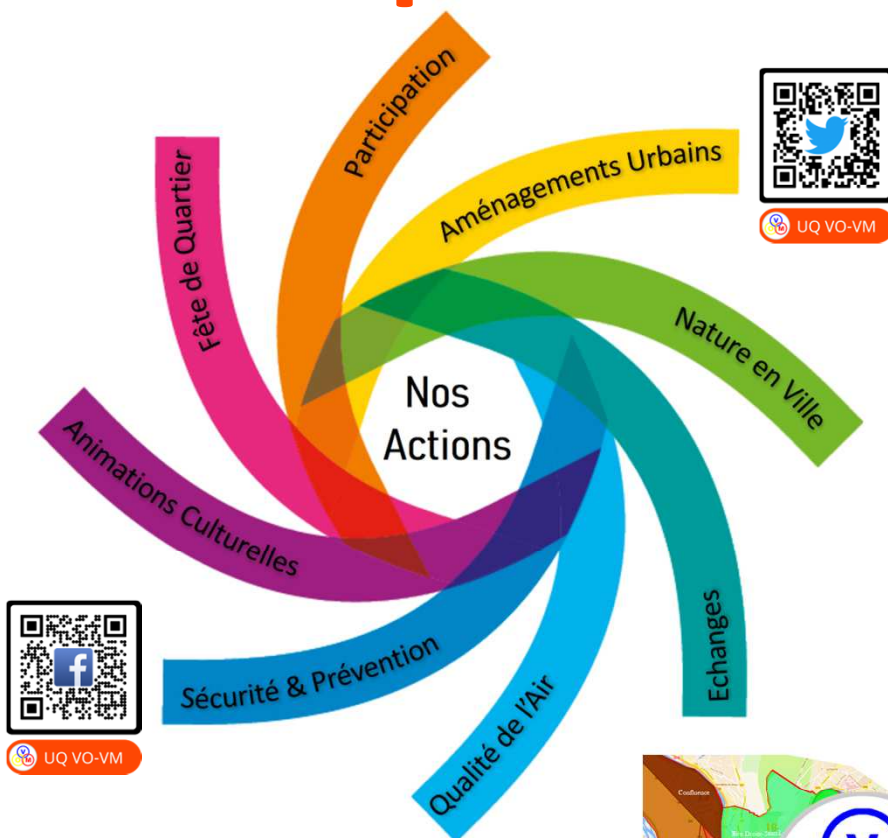 Participation
Aménagements Urbains
UQ VO-VM
Fête de Quartier
Nature en Ville
Nos
Actions
Animations Culturelles
Echanges
Sécurité & Prévention
UQ VO-VM
Qualité de l'Air
Confluence